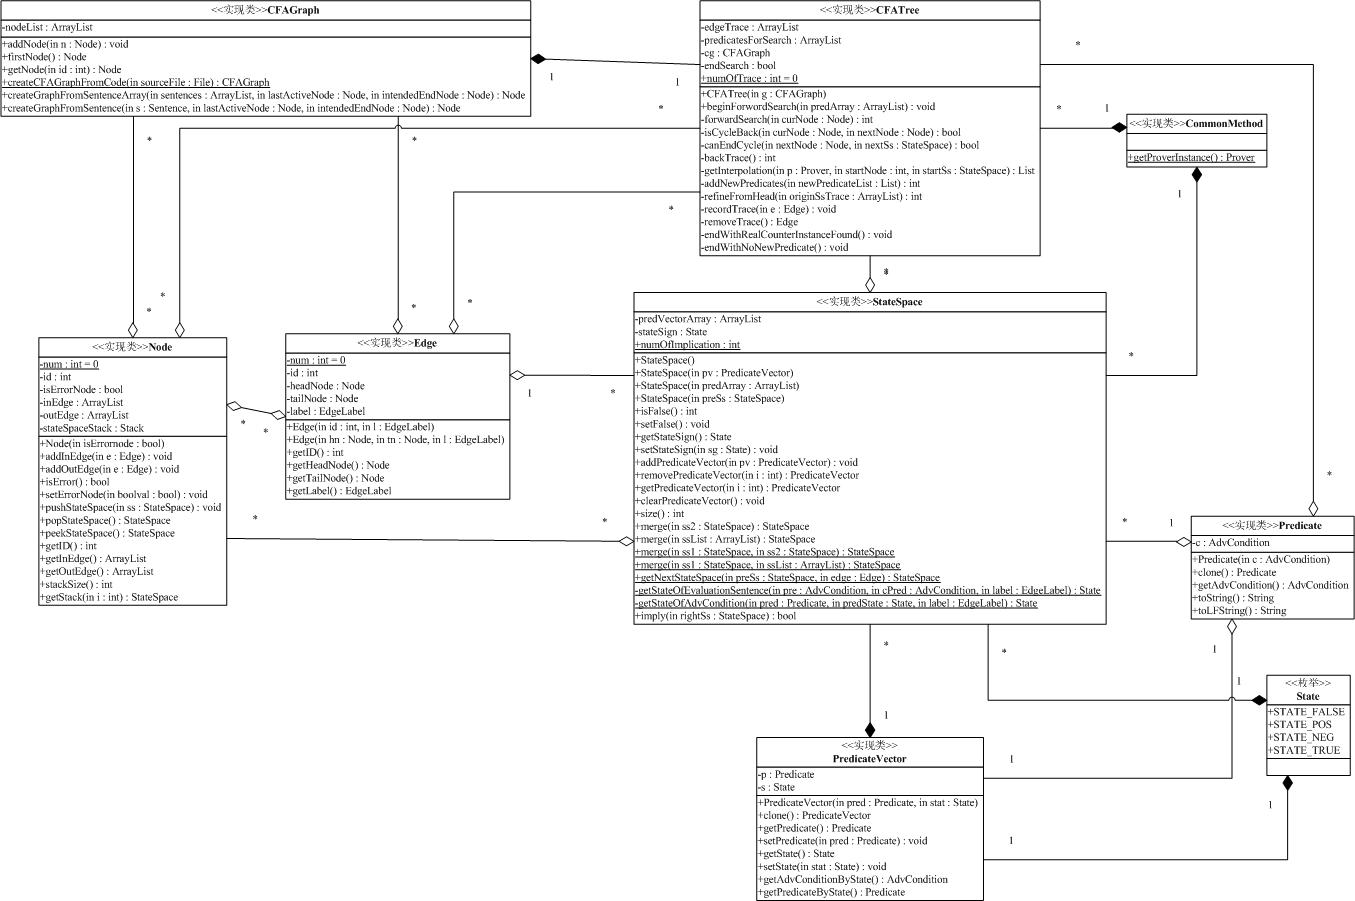 <<实现类>>CFAGraph
-nodeList : ArrayList
+addNode(in n : Node) : void
+firstNode() : Node
+getNode(in id : int) : Node
+createCFAGraphFromCode(in sourceFile : File) : CFAGraph
+createGraphFromSentenceArray(in sentences : ArrayList, in lastActiveNode : Node, in intendedEndNode : Node) : Node
+createGraphFromSentence(in s : Sentence, in lastActiveNode : Node, in intendedEndNode : Node) : Node
<<实现类>>CFATree
-edgeTrace : ArrayList
-predicatesForSearch : ArrayList
-cg : CFAGraph
-endSearch : bool
+numOfTrace : int = 0
+CFATree(in g : CFAGraph)
+beginForwordSearch(in predArray : ArrayList) : void
-forwardSearch(in curNode : Node) : int
-isCycleBack(in curNode : Node, in nextNode : Node) : bool
-canEndCycle(in nextNode : Node, in nextSs : StateSpace) : bool
-backTrace() : int
-getInterpolation(in p : Prover, in startNode : int, in startSs : StateSpace) : List
-addNewPredicates(in newPredicateList : List) : int
-refineFromHead(in originSsTrace : ArrayList) : int
-recordTrace(in e : Edge) : void
-removeTrace() : Edge
-endWithRealCounterInstanceFound() : void
-endWithNoNewPredicate() : void
<<实现类>>CommonMethod
+getProverInstance() : Prover
1
1
*
*
1
1
*
*
*
*
*
*
*
*
*
*
<<实现类>>Node
-num : int = 0
-id : int
-isErrorNode : bool
-inEdge : ArrayList
-outEdge : ArrayList
-stateSpaceStack : Stack
+Node(in isErrornode : bool)
+addInEdge(in e : Edge) : void
+addOutEdge(in e : Edge) : void
+isError() : bool
+setErrorNode(in boolval : bool) : void
+pushStateSpace(in ss : StateSpace) : void
+popStateSpace() : StateSpace
+peekStateSpace() : StateSpace
+getID() : int
+getInEdge() : ArrayList
+getOutEdge() : ArrayList
+stackSize() : int
+getStack(in i : int) : StateSpace
<<实现类>>Edge
-num : int = 0
-id : int
-headNode : Node
-tailNode : Node
-label : EdgeLabel
+Edge(in id : int, in l : EdgeLabel)
+Edge(in hn : Node, in tn : Node, in l : EdgeLabel)
+getID() : int
+getHeadNode() : Node
+getTailNode() : Node
+getLabel() : EdgeLabel
<<实现类>>StateSpace
-predVectorArray : ArrayList
-stateSign : State
+numOfImplication : int
+StateSpace()
+StateSpace(in pv : PredicateVector)
+StateSpace(in predArray : ArrayList)
+StateSpace(in preSs : StateSpace)
+isFalse() : int
+setFalse() : void
+getStateSign() : State
+setStateSign(in sg : State) : void
+addPredicateVector(in pv : PredicateVector) : void
+removePredicateVector(in i : int) : PredicateVector
+getPredicateVector(in i : int) : PredicateVector
+clearPredicateVector() : void
+size() : int
+merge(in ss2 : StateSpace) : StateSpace
+merge(in ssList : ArrayList) : StateSpace
+merge(in ss1 : StateSpace, in ss2 : StateSpace) : StateSpace
+merge(in ss1 : StateSpace, in ssList : ArrayList) : StateSpace
+getNextStateSpace(in preSs : StateSpace, in edge : Edge) : StateSpace
-getStateOfEvaluationSentence(in pre : AdvCondition, in cPred : AdvCondition, in label : EdgeLabel) : State
-getStateOfAdvCondition(in pred : Predicate, in predState : State, in label : EdgeLabel) : State
+imply(in rightSs : StateSpace) : bool
1
*
*
*
*
*
*
*
*
1
<<实现类>>Predicate
-c : AdvCondition
+Predicate(in c : AdvCondition)
+clone() : Predicate
+getAdvCondition() : AdvCondition
+toString() : String
+toLFString() : String
*
1
*
1
1
<<枚举>>
State
+STATE_FALSE
+STATE_POS
+STATE_NEG
+STATE_TRUE
<<实现类>>
PredicateVector
-p : Predicate
-s : State
+PredicateVector(in pred : Predicate, in stat : State)
+clone() : PredicateVector
+getPredicate() : Predicate
+setPredicate(in pred : Predicate) : void
+getState() : State
+setState(in stat : State) : void
+getAdvConditionByState() : AdvCondition
+getPredicateByState() : Predicate
1
1
1